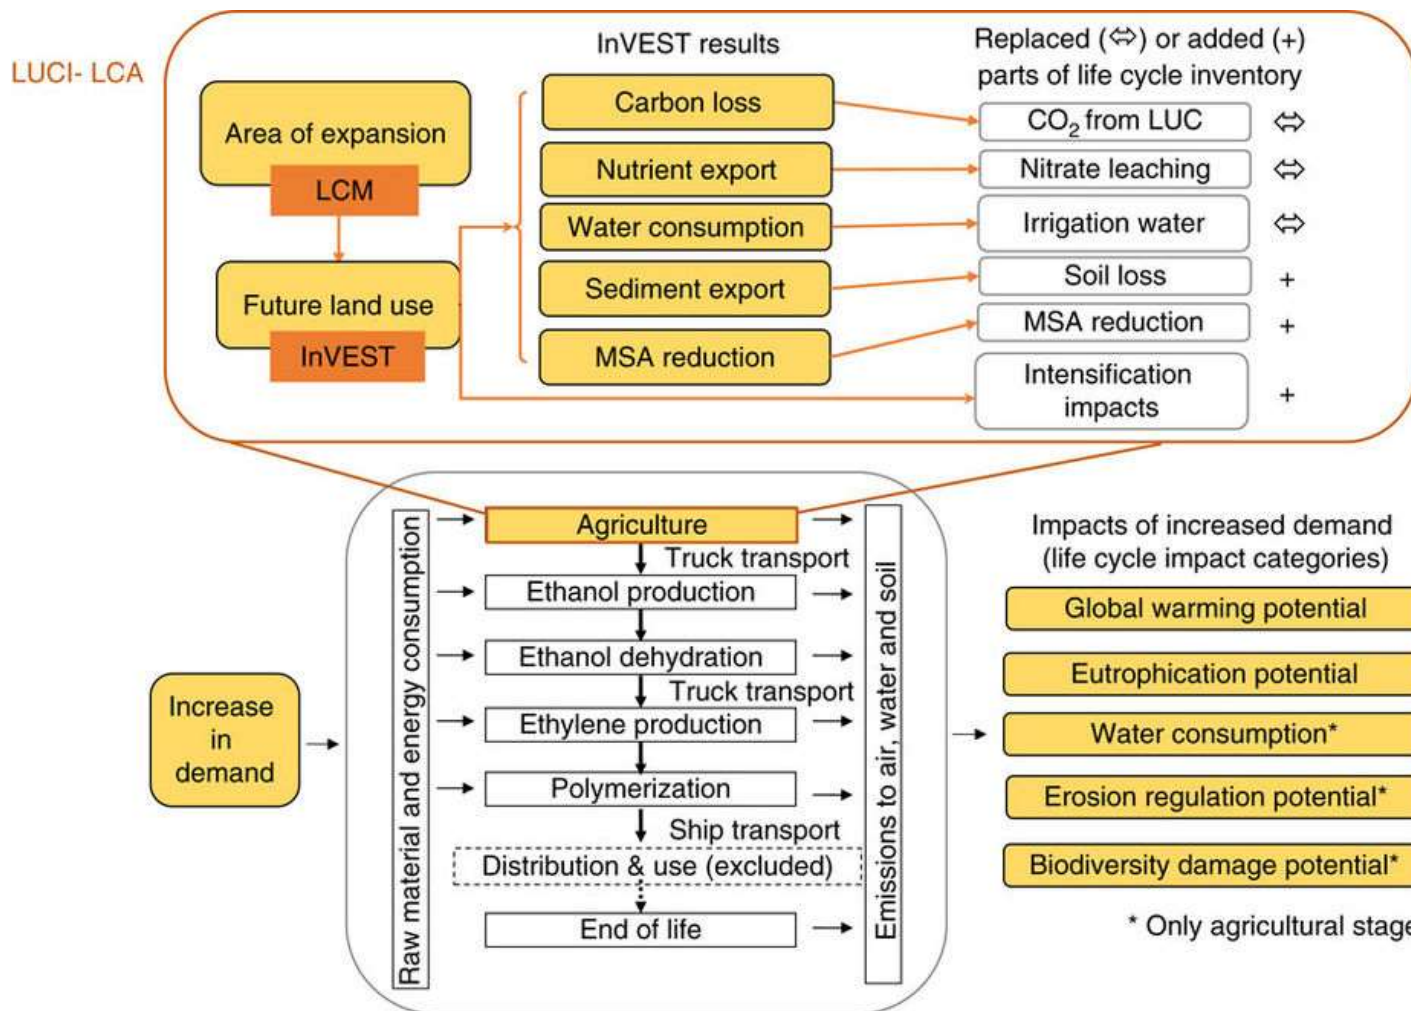 LUCI- LCA
InVEST results
Replaced (⇔) or added (+)
parts of life cycle inventory
Area of expansion
LCM
Future land use
InVEST
Carbon loss
CO₂ from LUC ⇔
Nutrient export
Nitrate leaching ⇔
Water consumption
Irrigation water ⇔
Sediment export
Soil loss +
MSA reduction
MSA reduction +
Intensification
impacts +
Increase
in
demand
Raw material and energy consumption
Agriculture
Truck transport
Ethanol production
Ethanol dehydration
Truck transport
Ethylene production
Polymerization
Ship transport
Distribution & use (excluded)
End of life
Emissions to air, water and soil
Impacts of increased demand
(life cycle impact categories)
Global warming potential
Eutrophication potential
Water consumption*
Erosion regulation potential*
Biodiversity damage potential*
* Only agricultural stage